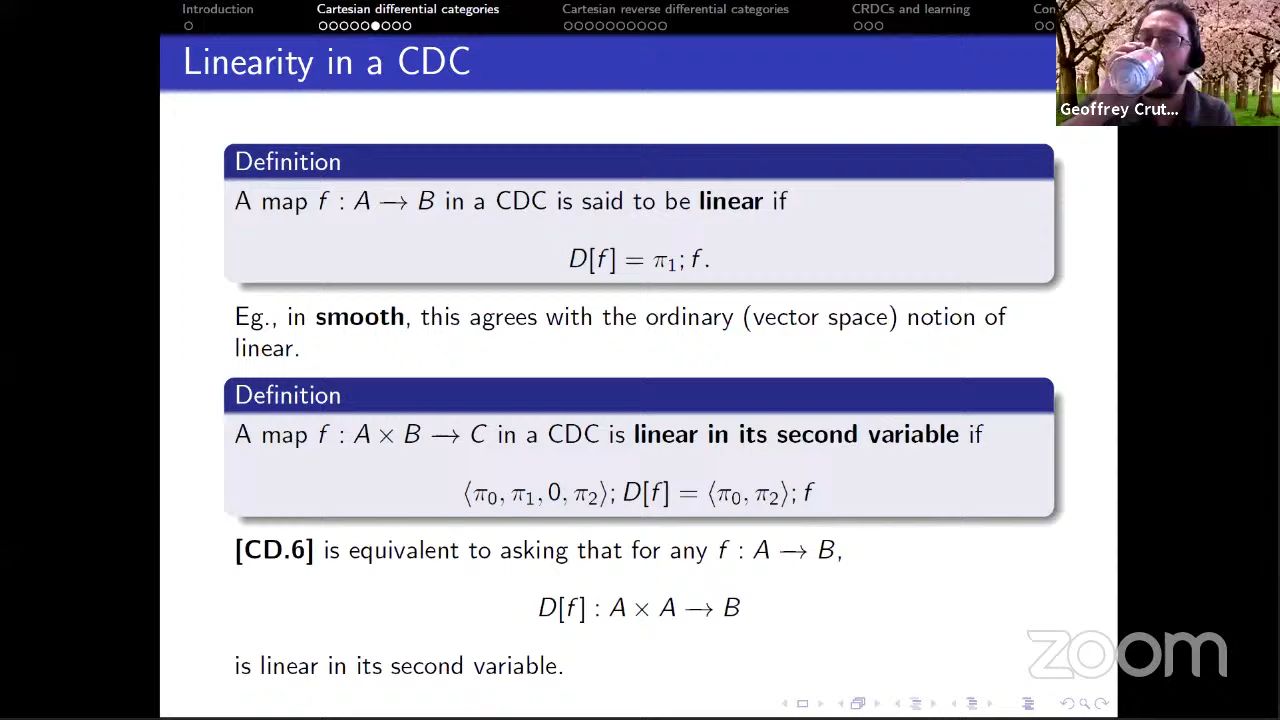 Introduction
Cartesian differential categories
Cartesian reverse differential categories
CRDCs and learning
Con
Linearity in a CDC
Geoffrey Crut...
Definition
A map f : A → B in a CDC is said to be linear if
D[f] = π₁; f.
Eg., in smooth, this agrees with the ordinary (vector space) notion of
linear.
Definition
A map f : A × B → C in a CDC is linear in its second variable if
⟨π₀, π₁, 0, π₂⟩; D[f] = ⟨π₀, π₂⟩; f
[CD.6] is equivalent to asking that for any f : A → B,
D[f] : A × A → B
is linear in its second variable.
zoom